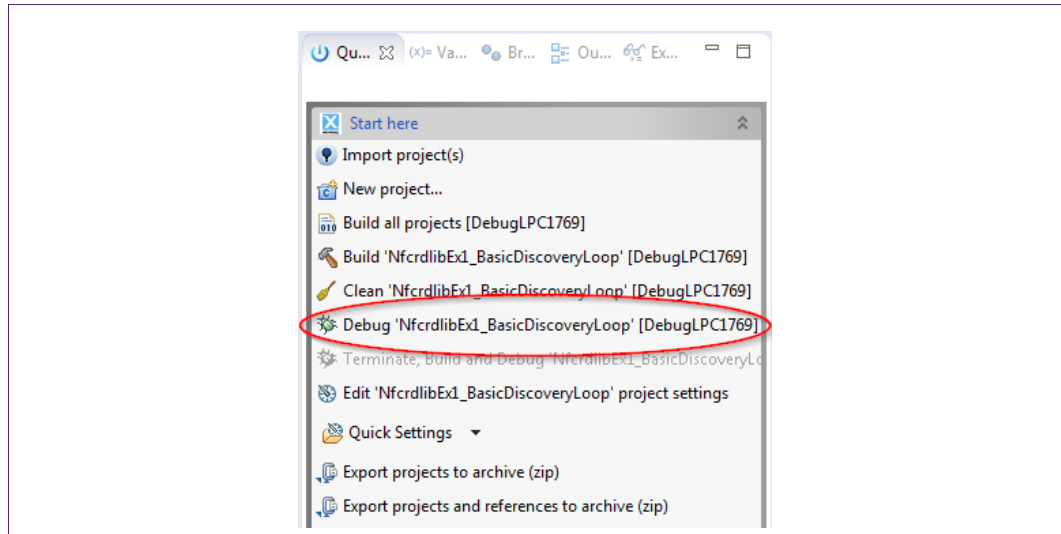 Qu... (x)= Va... Br... Ou... Ex...
Start here
Import project(s)
New project...
Build all projects [DebugLPC1769]
Build 'NfcrdlibEx1_BasicDiscoveryLoop' [DebugLPC1769]
Clean 'NfcrdlibEx1_BasicDiscoveryLoop' [DebugLPC1769]
Debug 'NfcrdlibEx1_BasicDiscoveryLoop' [DebugLPC1769]
Terminate, Build and Debug 'NfcrdlibEx1_BasicDiscoveryLo
Edit 'NfcrdlibEx1_BasicDiscoveryLoop' project settings
Quick Settings
Export projects to archive (zip)
Export projects and references to archive (zip)